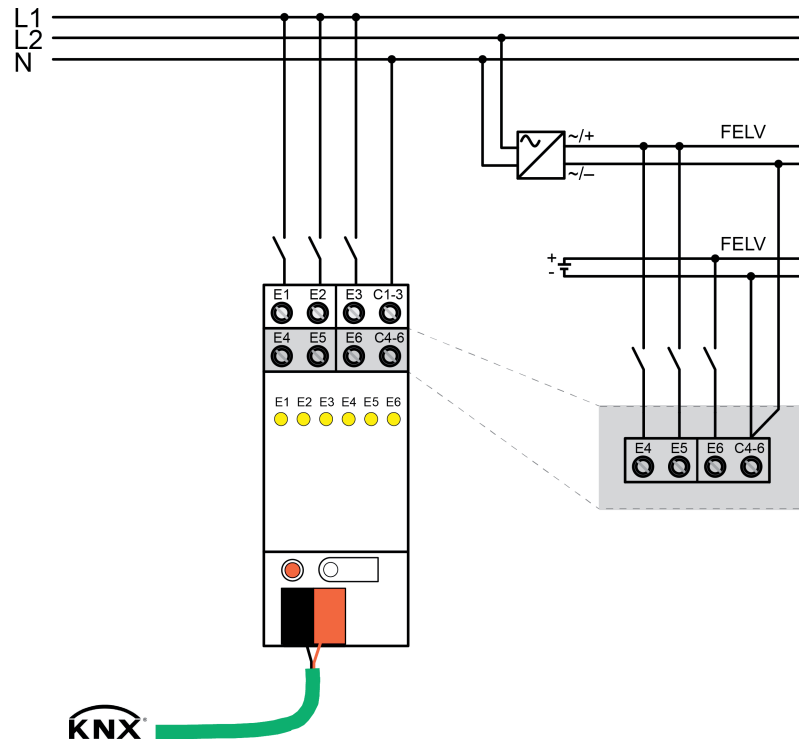 L1
L2
N
~/+ FELV
~/–
FELV
+
-
E1 E2 E3 C1-3
E4 E5 E6 C4-6
E1 E2 E3 E4 E5 E6
E4 E5 E6 C4-6
KNX®